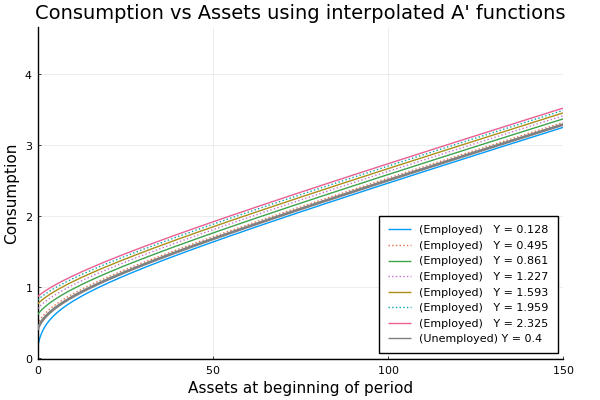 Consumption vs Assets using interpolated A' functions
Consumption
4
3
2
1
0
(Employed) Y = 0.128
(Employed) Y = 0.495
(Employed) Y = 0.861
(Employed) Y = 1.227
(Employed) Y = 1.593
(Employed) Y = 1.959
(Employed) Y = 2.325
(Unemployed) Y = 0.4
0 50 100 150
Assets at beginning of period